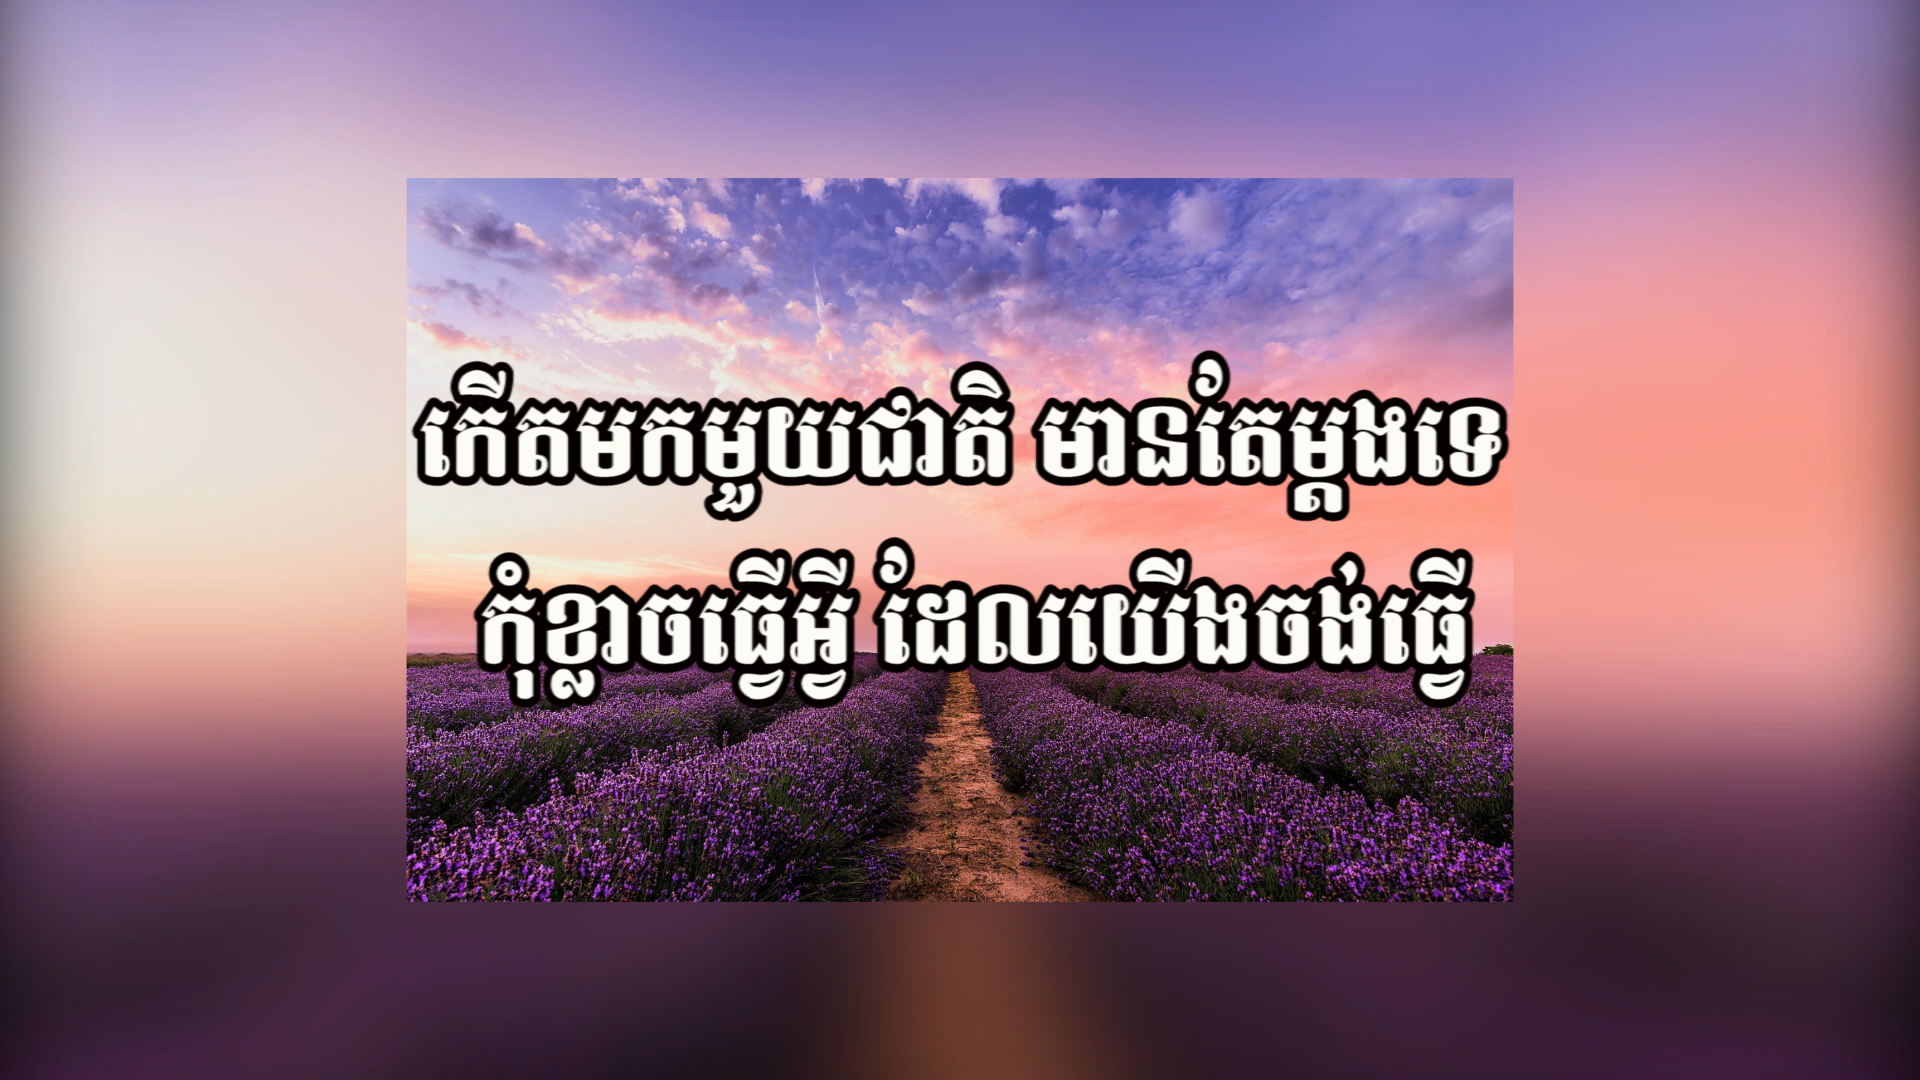 កើតមកមួយជាតិ មានតែម្ដងទេ
កុំខ្លាចធ្វើអ្វី ដែលយើងចង់ធ្វើ